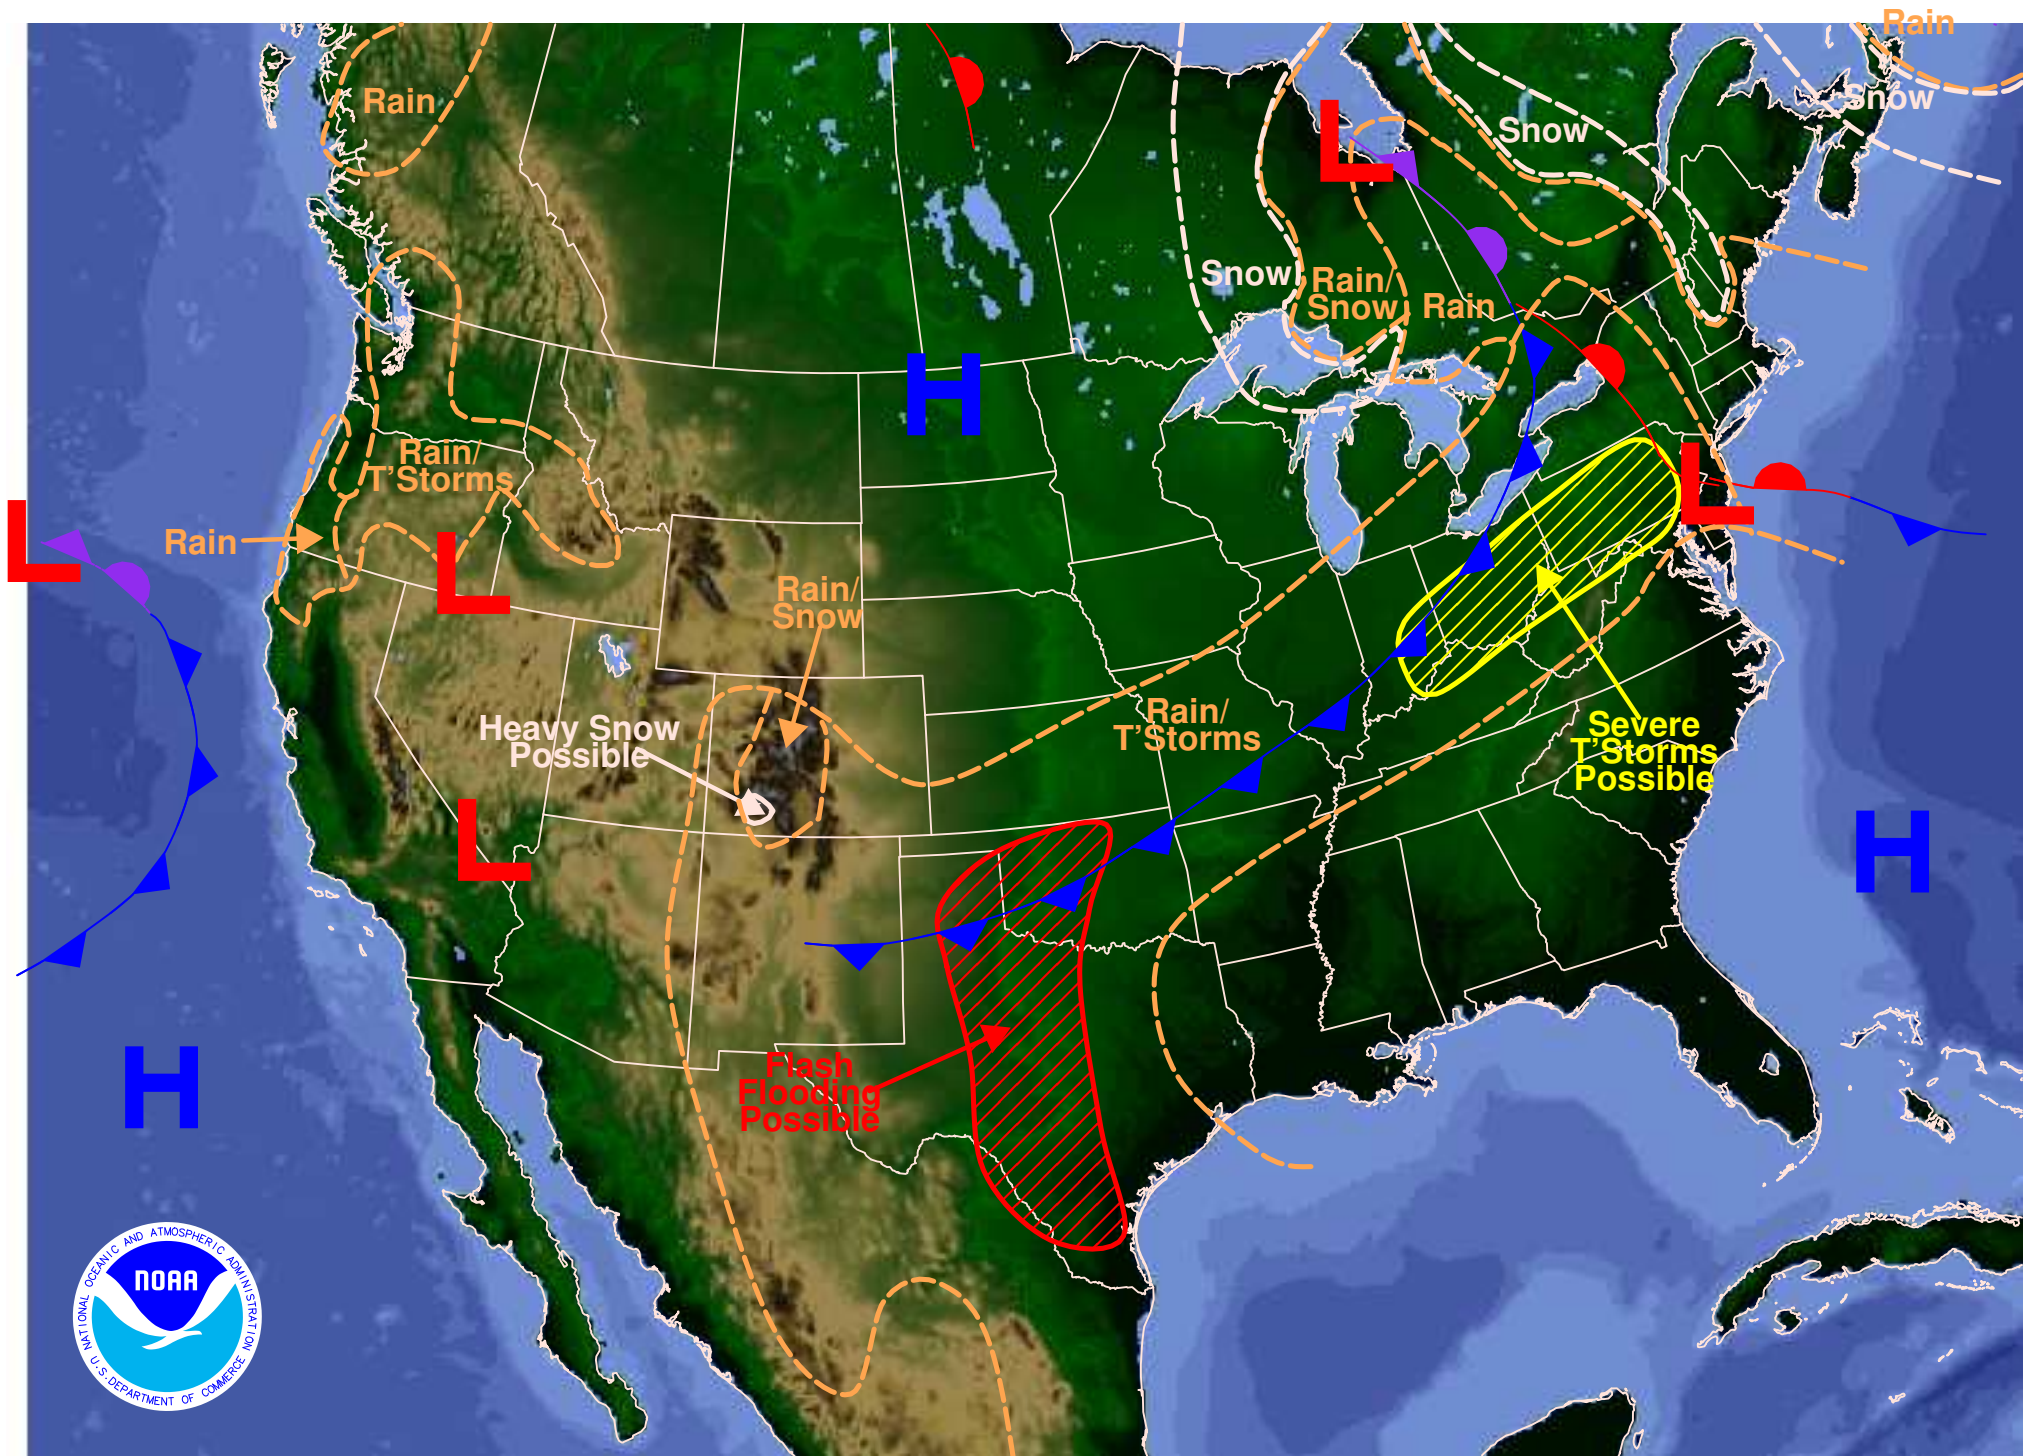 Rain
Rain
Snow
Snow
L
Snow
Rain/
Snow
Rain
H
Rain/
T'Storms
L
L
Rain
L
Rain/
Snow
Heavy Snow
Possible
Rain/
T'Storms
Severe
T'Storms
Possible
L
H
H
Flash
Flooding
Possible
NATIONAL OCEANIC AND ATMOSPHERIC ADMINISTRATION
NOAA
U.S. DEPARTMENT OF COMMERCE